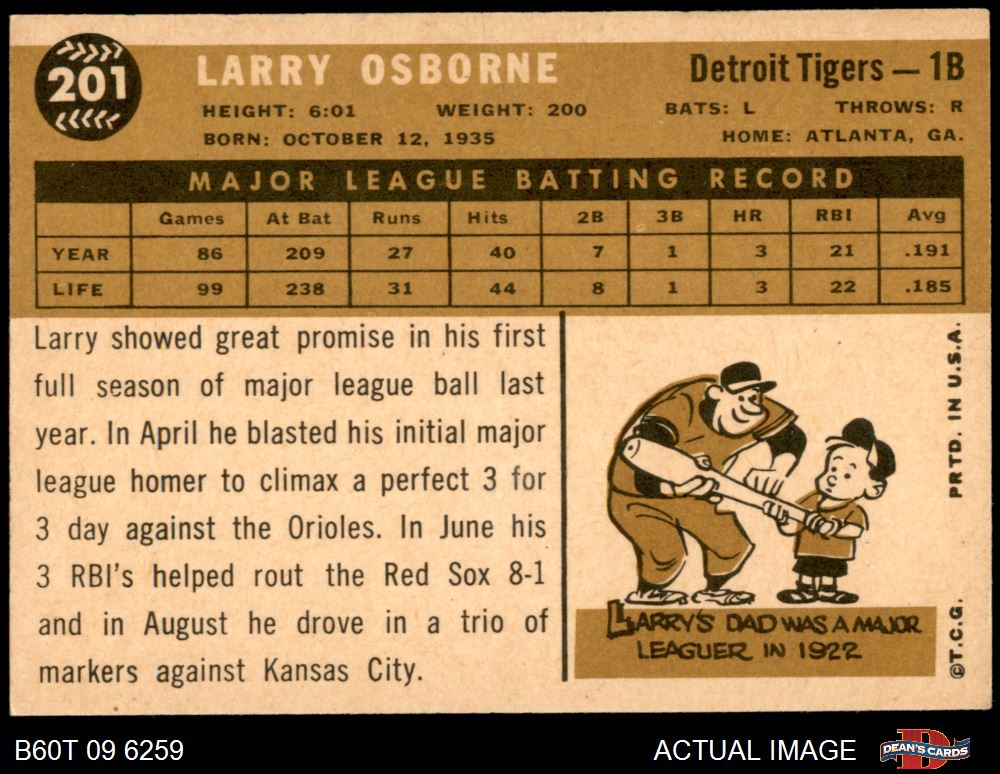 201
LARRY OSBORNE
Detroit Tigers — 1B
HEIGHT: 6:01 WEIGHT: 200 BATS: L THROWS: R
BORN: OCTOBER 12, 1935 HOME: ATLANTA, GA.
MAJOR LEAGUE BATTING RECORD
Games At Bat Runs Hits 2B 3B HR RBI Avg
YEAR 86 209 27 40 7 1 3 21 .191
LIFE 99 238 31 44 8 1 3 22 .185
Larry showed great promise in his first
full season of major league ball last
year. In April he blasted his initial major
league homer to climax a perfect 3 for
3 day against the Orioles. In June his
3 RBI's helped rout the Red Sox 8-1
and in August he drove in a trio of
markers against Kansas City.
LARRY'S DAD WAS A MAJOR
LEAGUER IN 1922
©T.C.G. PRTD. IN U.S.A.
B60T 09 6259
ACTUAL IMAGE
DEAN'S CARDS